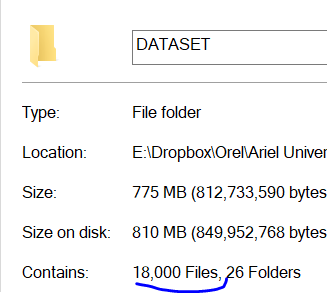 DATASET
Type: File folder
Location: E:\Dropbox\Orel\Ariel Univer
Size: 775 MB (812,733,590 bytes
Size on disk: 810 MB (849,952,768 bytes
Contains: 18,000 Files, 26 Folders